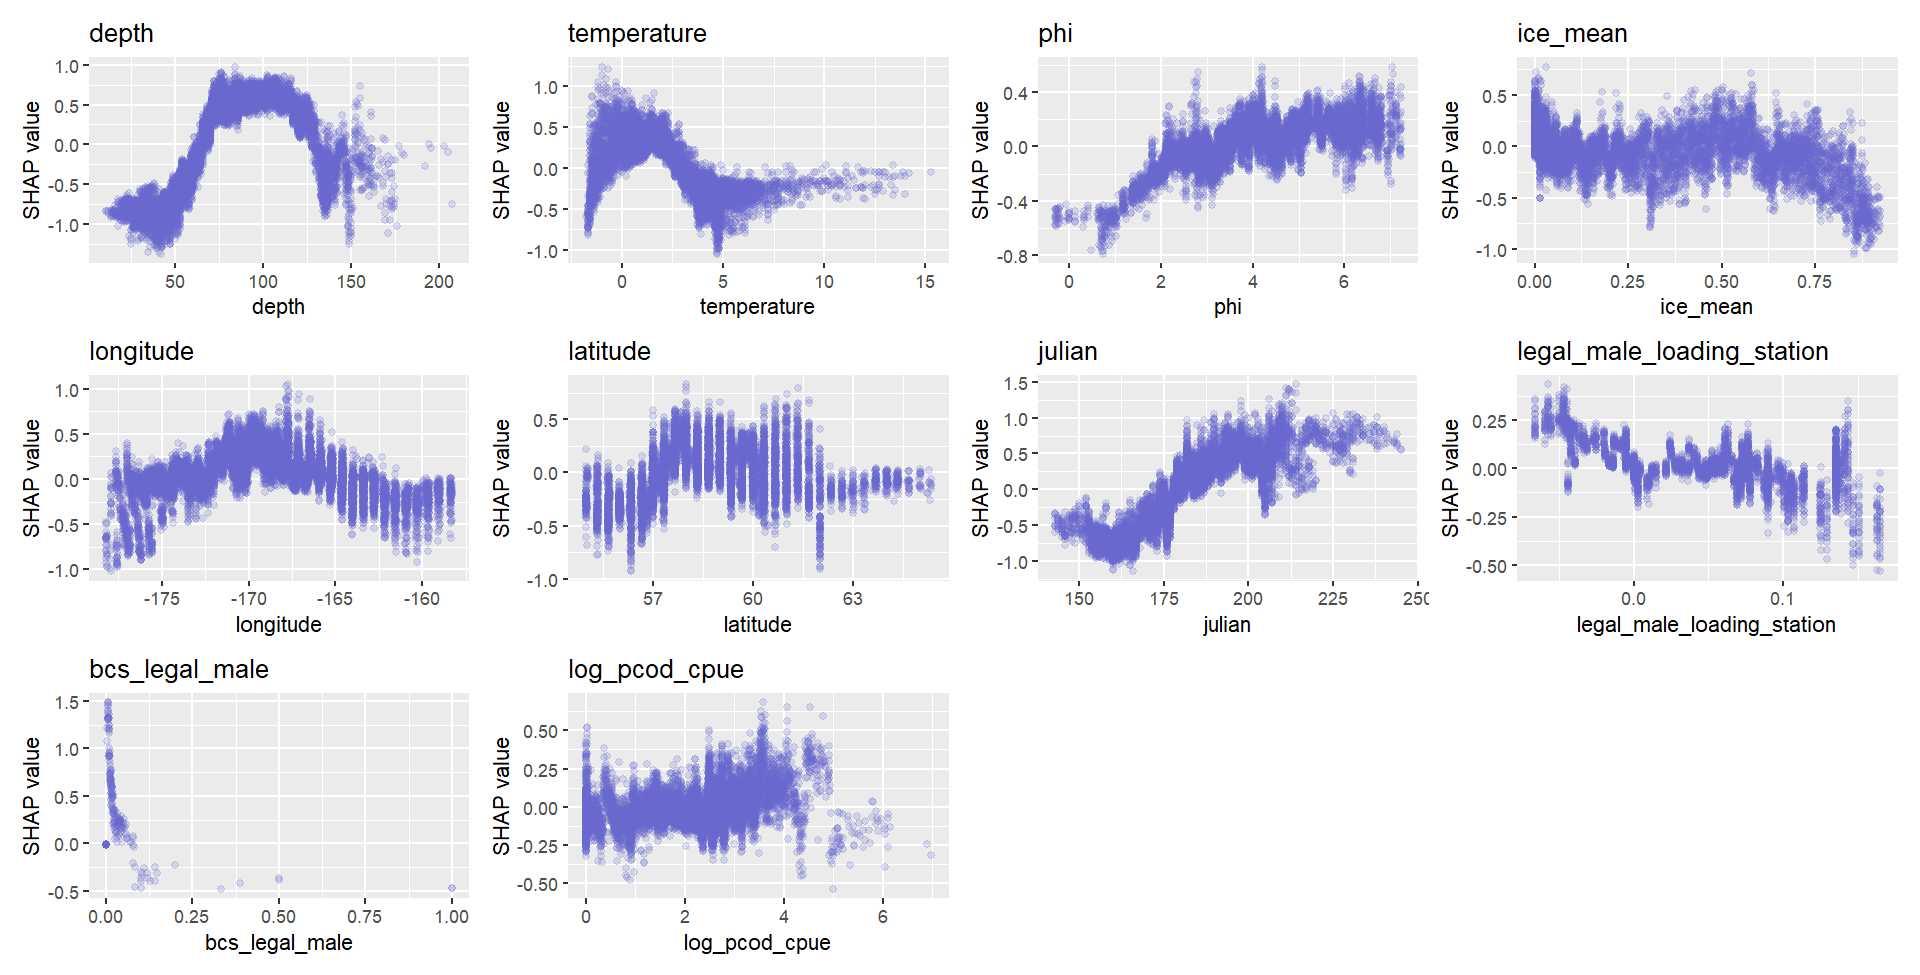 depth temperature phi ice_mean
1.0 0.5 0.0 -0.5 -1.0
SHAP value
50 100 150 200
depth
1.0 0.5 0.0 -0.5 -1.0
SHAP value
0 5 10 15
temperature
0.4 0.0 -0.4 -0.8
SHAP value
0 2 4 6
phi
0.5 0.0 -0.5 -1.0
SHAP value
0.00 0.25 0.50 0.75
ice_mean
longitude latitude julian legal_male_loading_station
1.0 0.5 0.0 -0.5 -1.0
SHAP value
-175 -170 -165 -160
longitude
0.5 0.0 -0.5 -1.0
SHAP value
57 60 63
latitude
1.5 1.0 0.5 0.0 -0.5 -1.0
SHAP value
150 175 200 225 250
julian
0.25 0.00 -0.25 -0.50
SHAP value
0.0 0.1
legal_male_loading_station
bcs_legal_male log_pcod_cpue
1.5 1.0 0.5 0.0 -0.5
SHAP value
0.00 0.25 0.50 0.75 1.00
bcs_legal_male
0.50 0.25 0.00 -0.25 -0.50
SHAP value
0 2 4 6
log_pcod_cpue